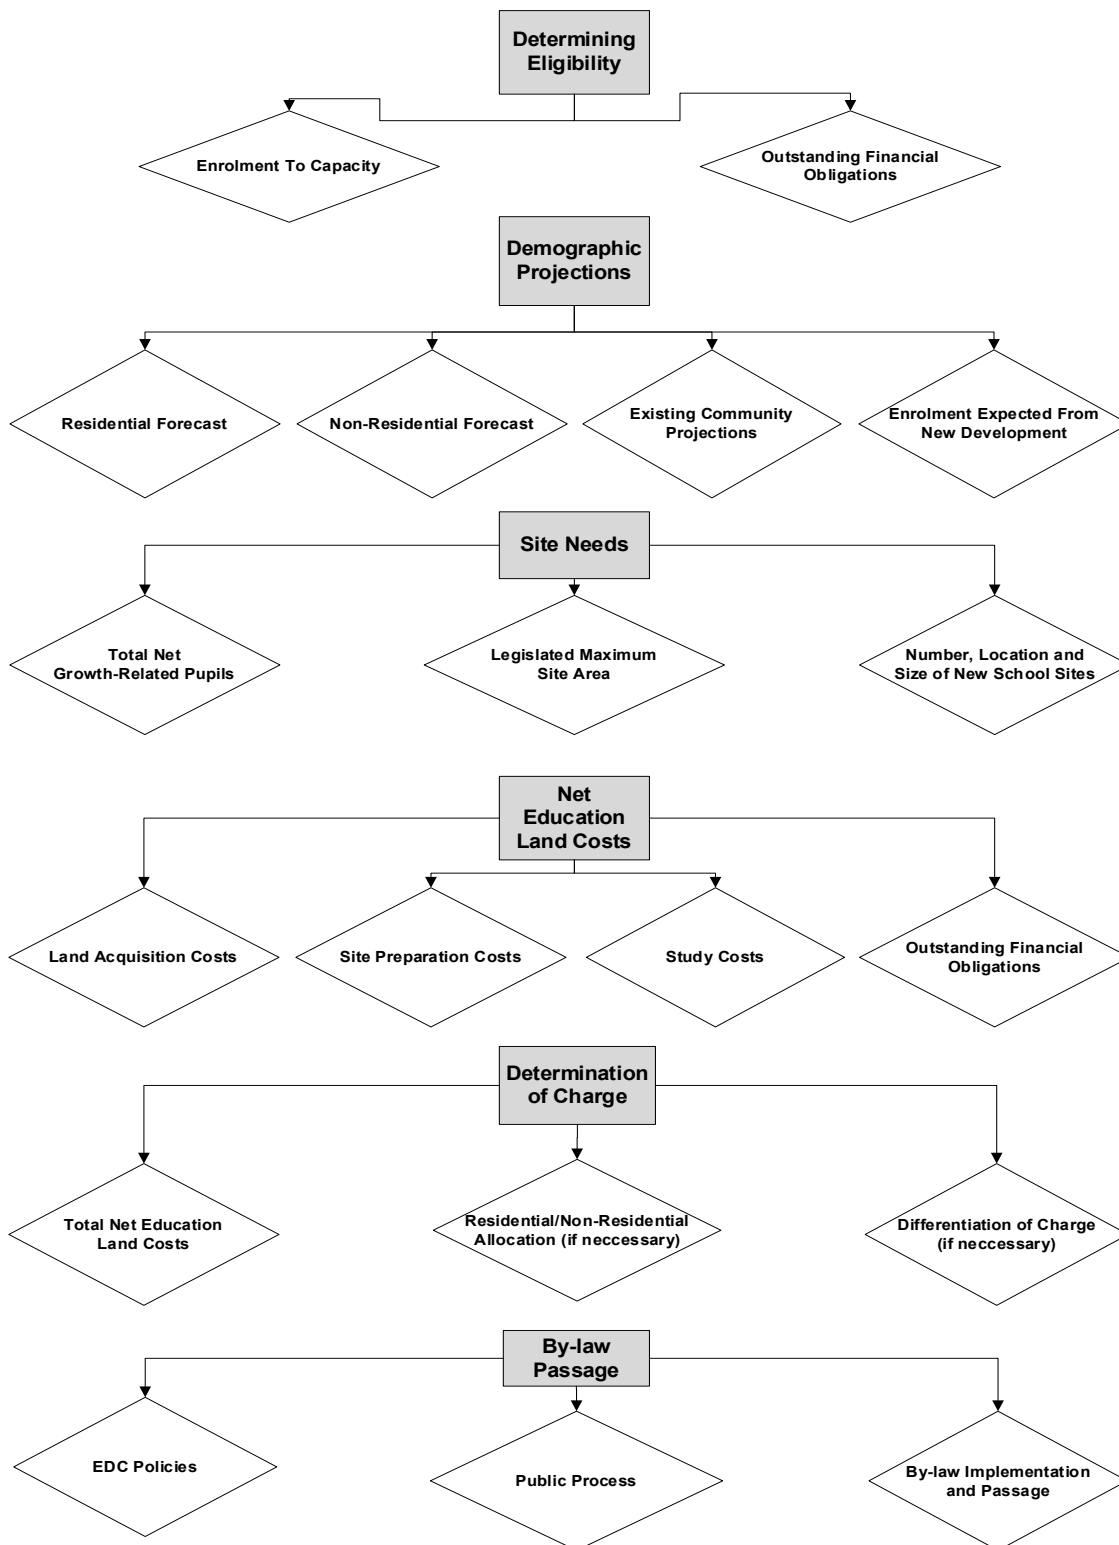 Determining
Eligibility
Enrolment To Capacity
Outstanding Financial
Obligations
Demographic
Projections
Residential Forecast
Non-Residential Forecast
Existing Community
Projections
Enrolment Expected From
New Development
Site Needs
Total Net
Growth-Related Pupils
Legislated Maximum
Site Area
Number, Location and
Size of New School Sites
Net
Education
Land Costs
Land Acquisition Costs
Site Preparation Costs
Study Costs
Outstanding Financial
Obligations
Determination
of Charge
Total Net Education
Land Costs
Residential/Non-Residential
Allocation (if neccessary)
Differentiation of Charge
(if neccessary)
By-law
Passage
EDC Policies
Public Process
By-law Implementation
and Passage